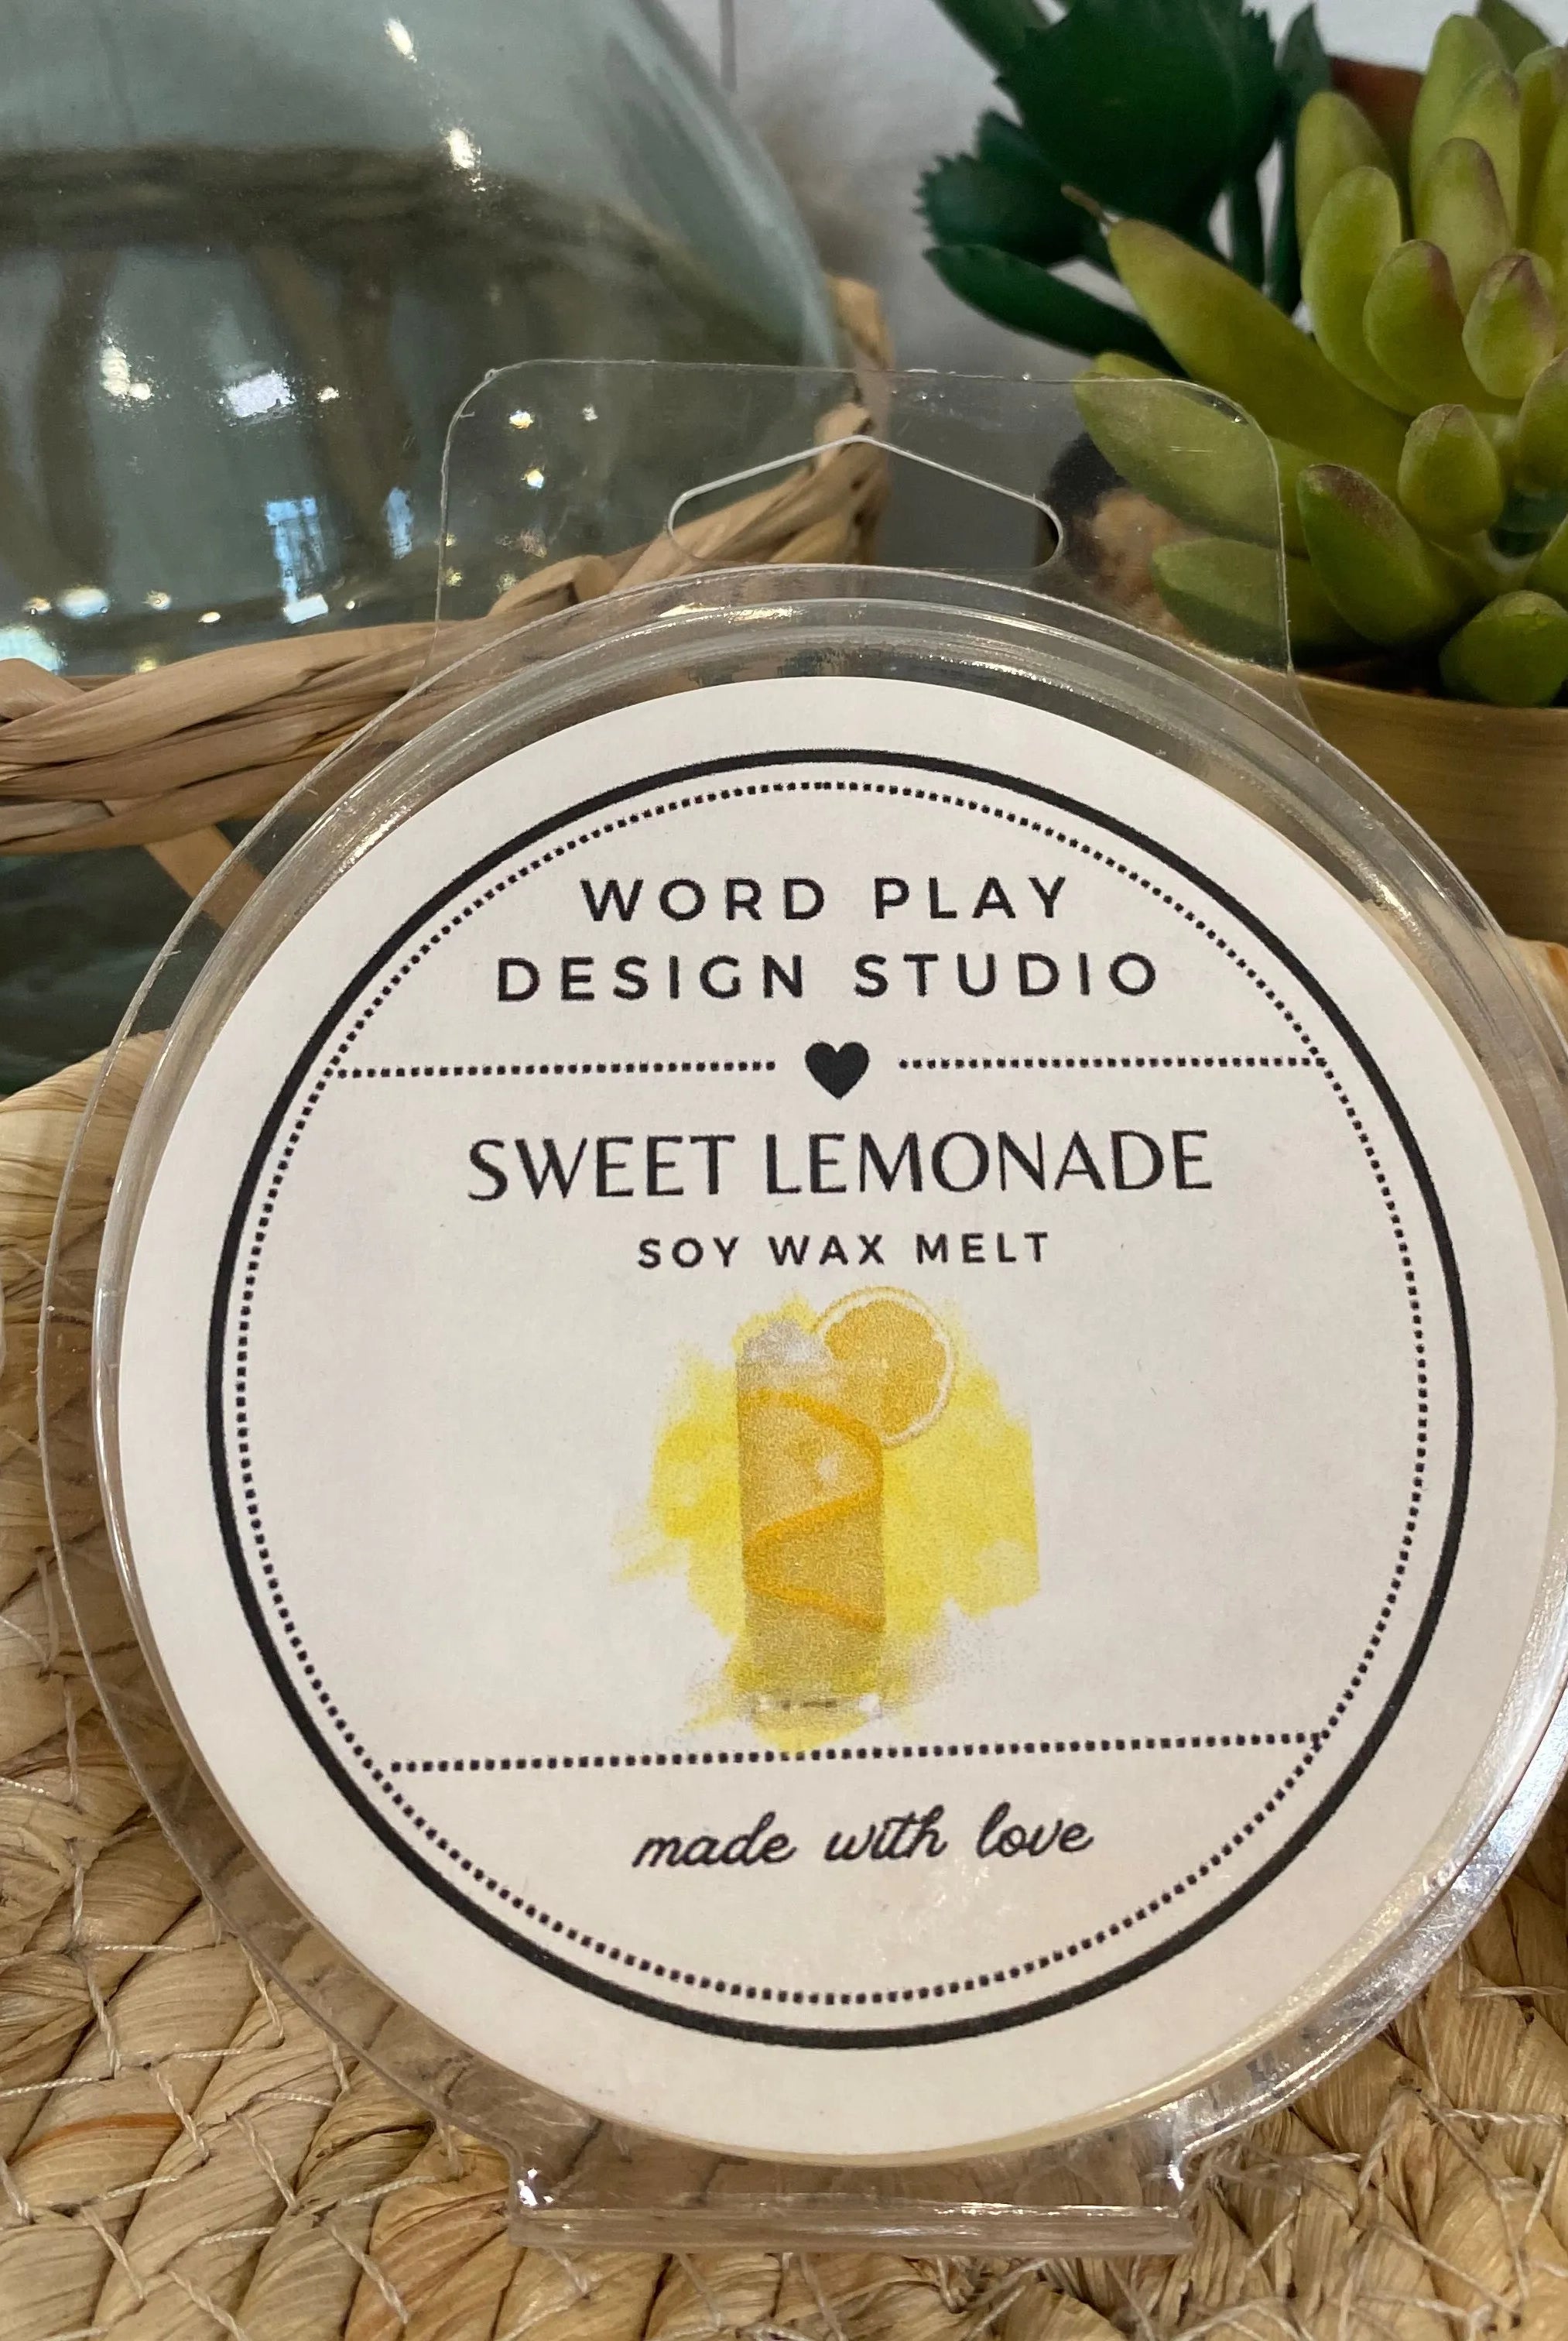 WORD PLAY
DESIGN STUDIO
SWEET LEMONADE
SOY WAX MELT
made with love